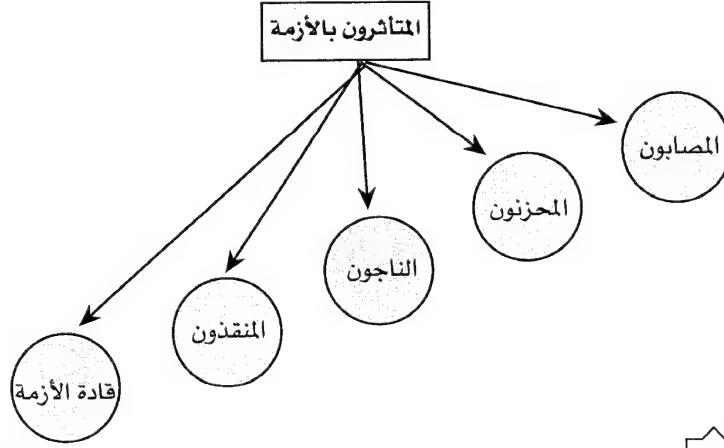 المتأثرون بالأزمة
المصابون
المحزنون
الناجون
المنقذون
قادة الأزمة